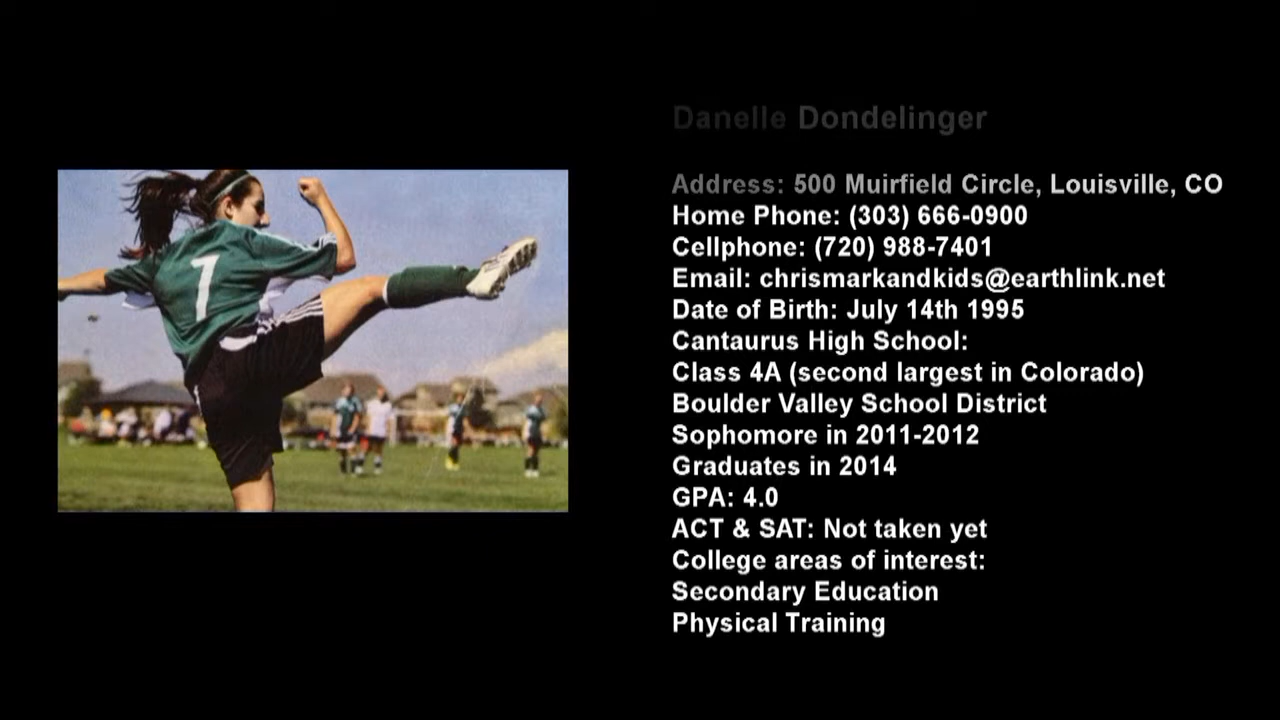 Danelle Dondelinger
Address: 500 Muirfield Circle, Louisville, CO
Home Phone: (303) 666-0900
Cellphone: (720) 988-7401
Email: chrismarkandkids@earthlink.net
Date of Birth: July 14th 1995
Cantaurus High School:
Class 4A (second largest in Colorado)
Boulder Valley School District
Sophomore in 2011-2012
Graduates in 2014
GPA: 4.0
ACT & SAT: Not taken yet
College areas of interest:
Secondary Education
Physical Training
1